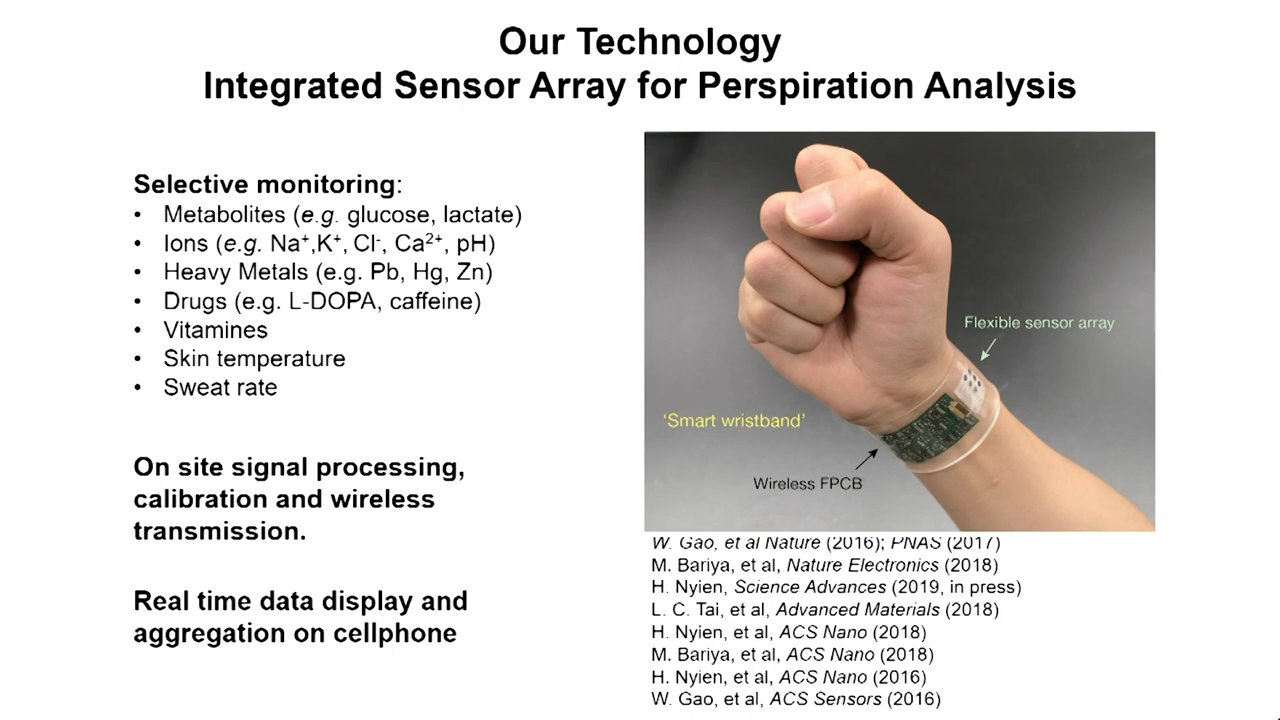 Our Technology
Integrated Sensor Array for Perspiration Analysis
Selective monitoring:
• Metabolites (e.g. glucose, lactate)
• Ions (e.g. Na⁺,K⁺, Cl⁻, Ca²⁺, pH)
• Heavy Metals (e.g. Pb, Hg, Zn)
• Drugs (e.g. L-DOPA, caffeine)
• Vitamines
• Skin temperature
• Sweat rate
On site signal processing,
calibration and wireless
transmission.
Real time data display and
aggregation on cellphone
Flexible sensor array
‘Smart wristband’
Wireless FPCB
W. Gao, et al Nature (2016); PNAS (2017)
M. Bariya, et al, Nature Electronics (2018)
H. Nyien, Science Advances (2019, in press)
L. C. Tai, et al, Advanced Materials (2018)
H. Nyien, et al, ACS Nano (2018)
M. Bariya, et al, ACS Nano (2018)
H. Nyien, et al, ACS Nano (2016)
W. Gao, et al, ACS Sensors (2016)